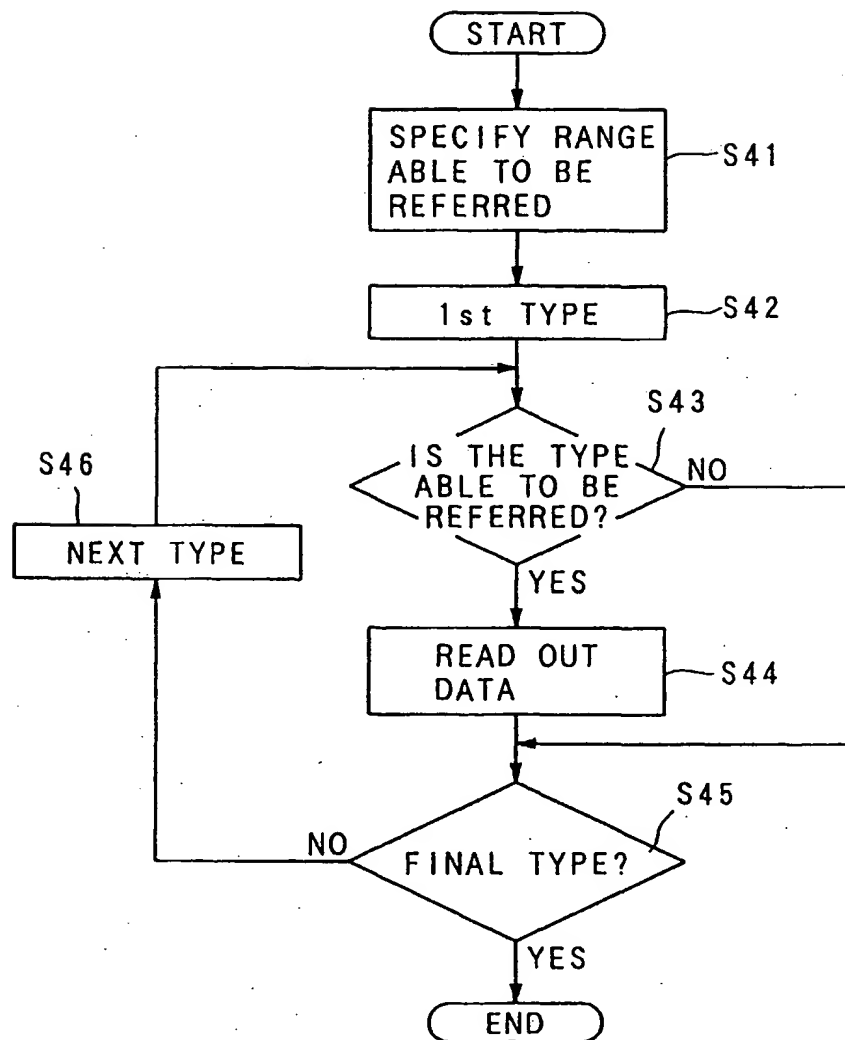 START
SPECIFY RANGE
ABLE TO BE
REFERRED
S41
1st TYPE
S42
S43
IS THE TYPE
ABLE TO BE
REFERRED?
NO
S46
NEXT TYPE
YES
READ OUT
DATA
S44
S45
NO
FINAL TYPE?
YES
END